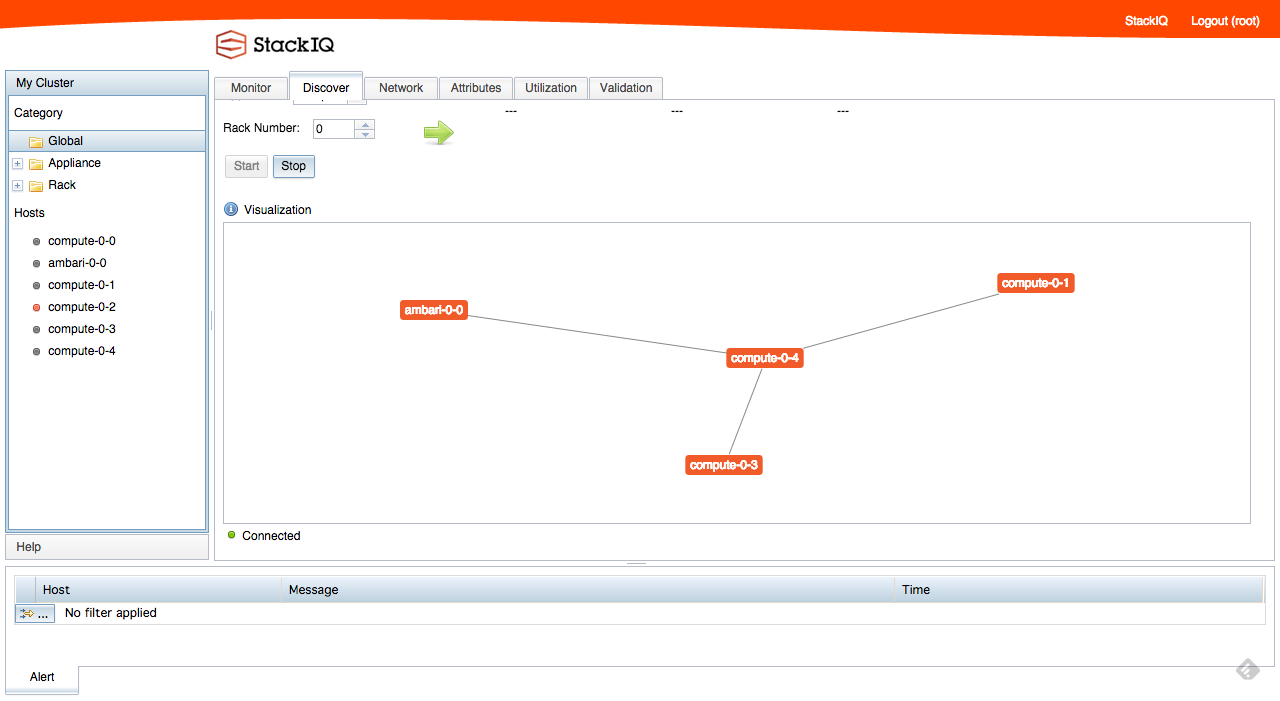 StackIQ Logout (root)
StackIQ
My Cluster
Monitor Discover Network Attributes Utilization Validation
Category
--- --- ---
Rack Number: 0
Global
Appliance
Rack
Start Stop
Hosts
Visualization
compute-0-0
ambari-0-0
compute-0-1
compute-0-2
compute-0-3
compute-0-4
compute-0-1
ambari-0-0
compute-0-4
compute-0-3
Connected
Help
Host Message Time
... No filter applied
Alert